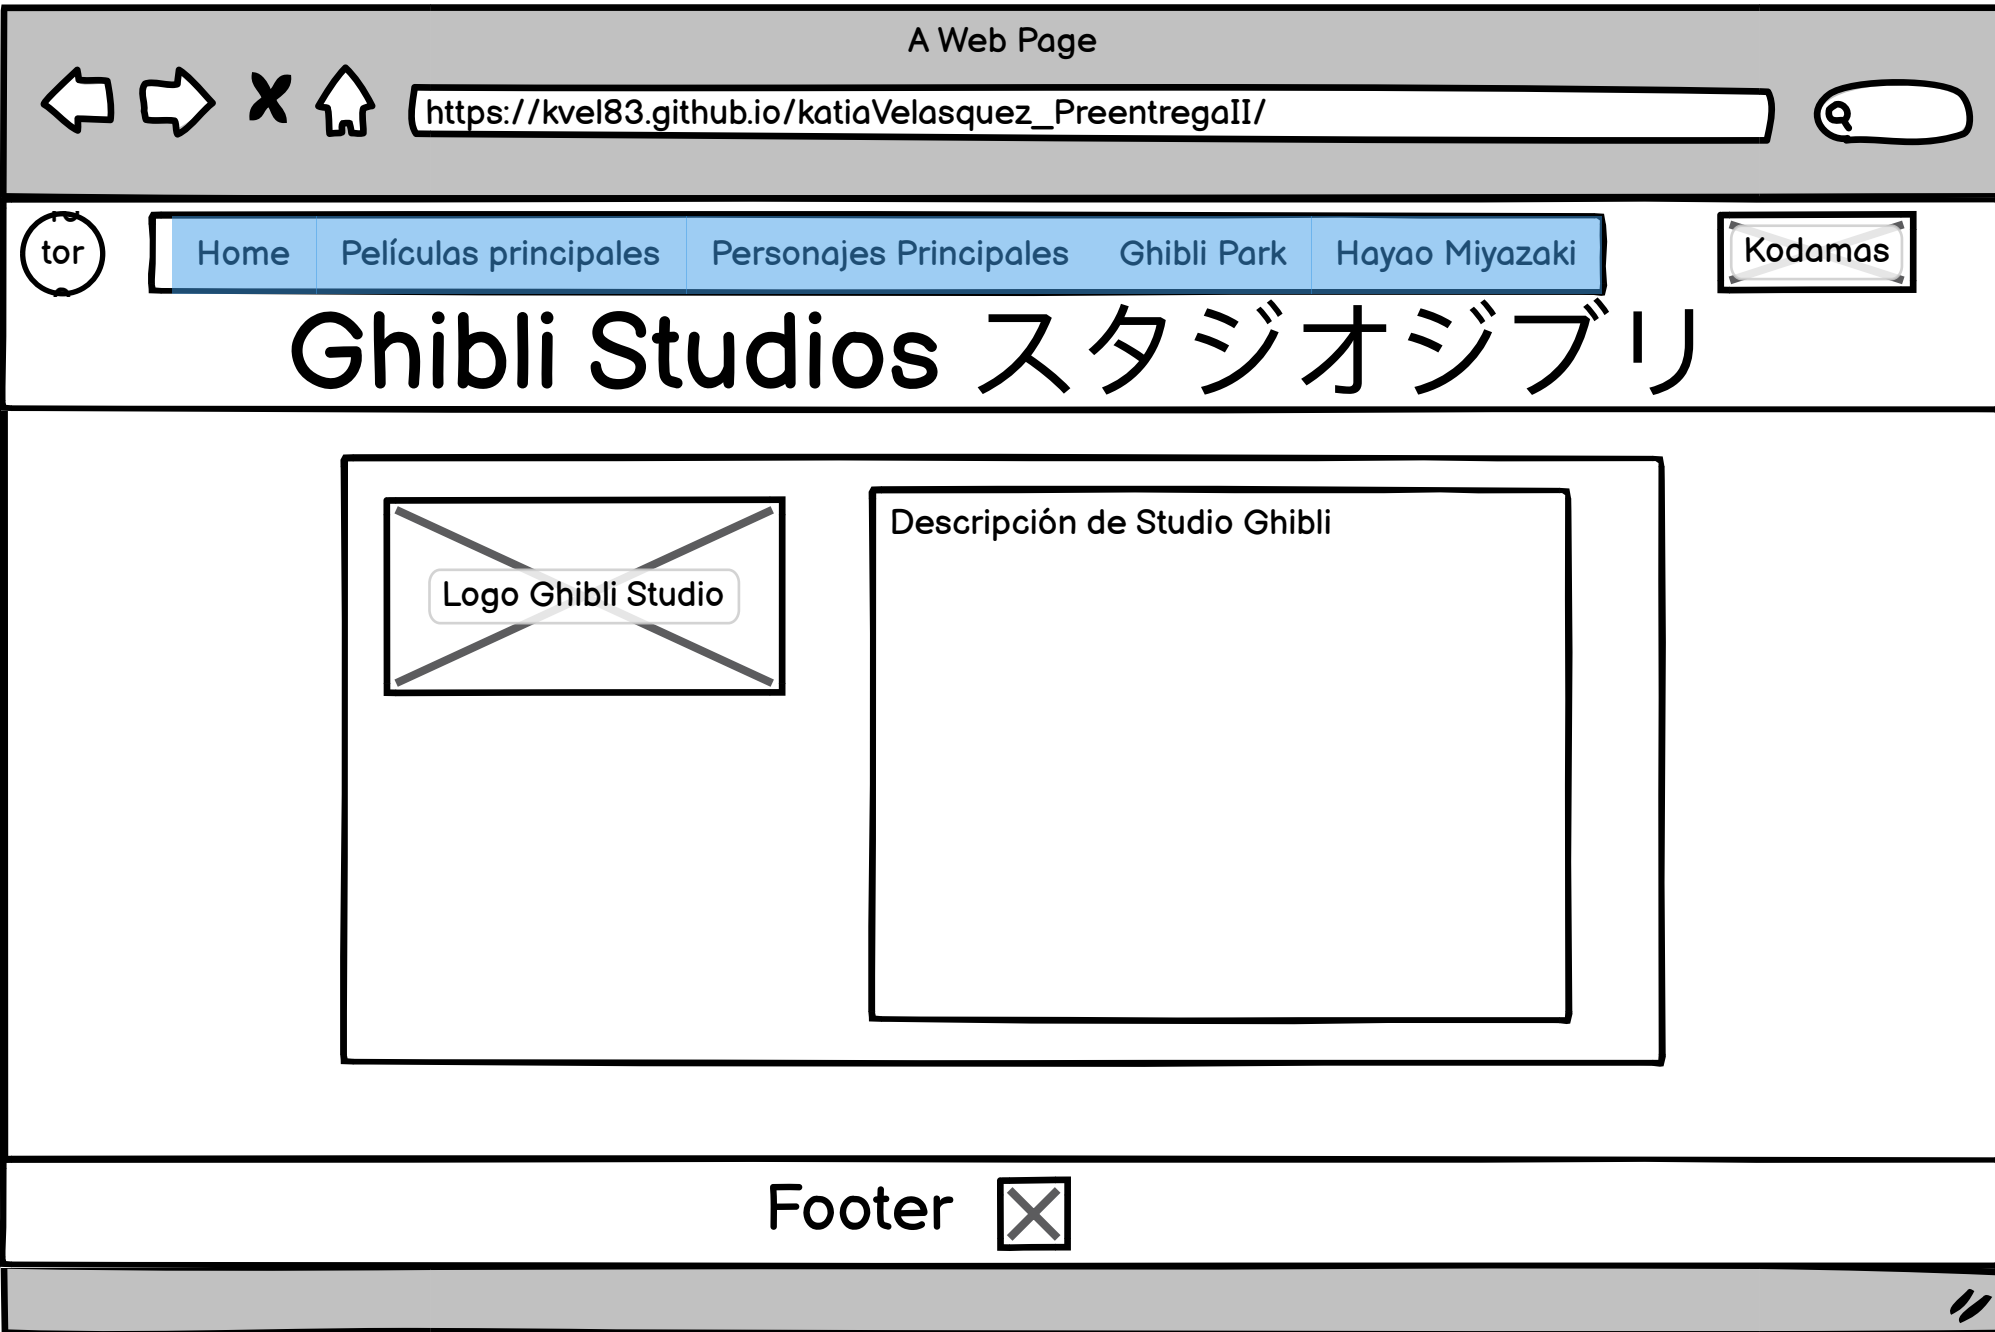 A Web Page
https://kvel83.github.io/katiaVelasquez_PreentregaII/
tor
Home Películas principales Personajes Principales Ghibli Park Hayao Miyazaki
Kodamas
Ghibli Studios スタジオジブリ
Logo Ghibli Studio
Descripción de Studio Ghibli
Footer